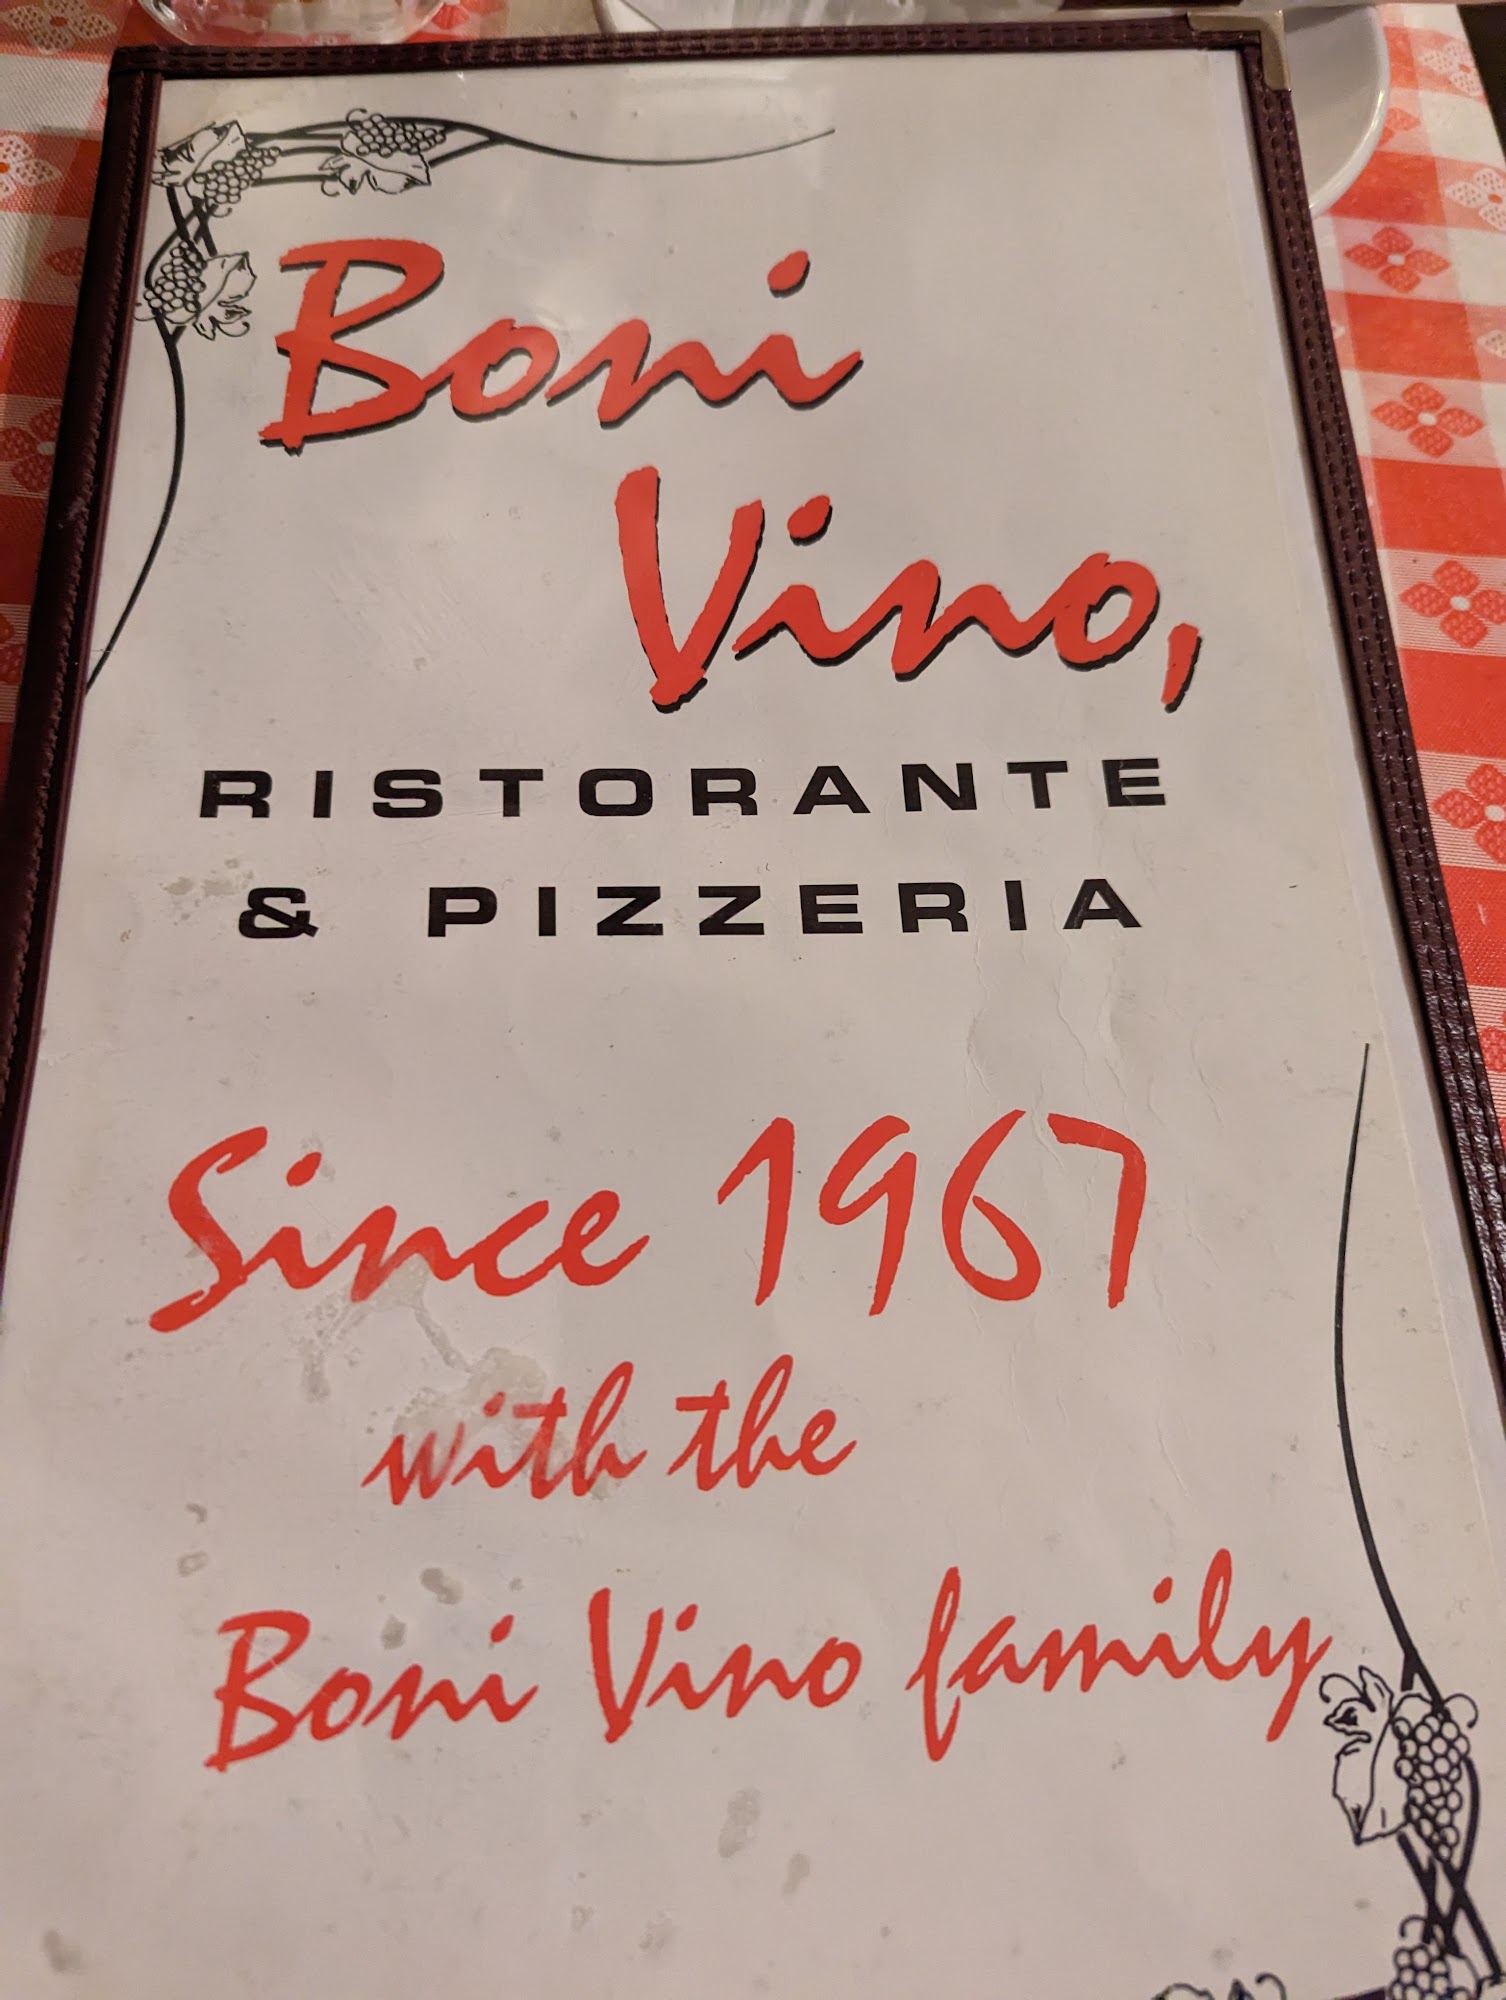 Boni
Vino,
RISTORANTE
& PIZZERIA
Since 1967
with the
Boni Vino family